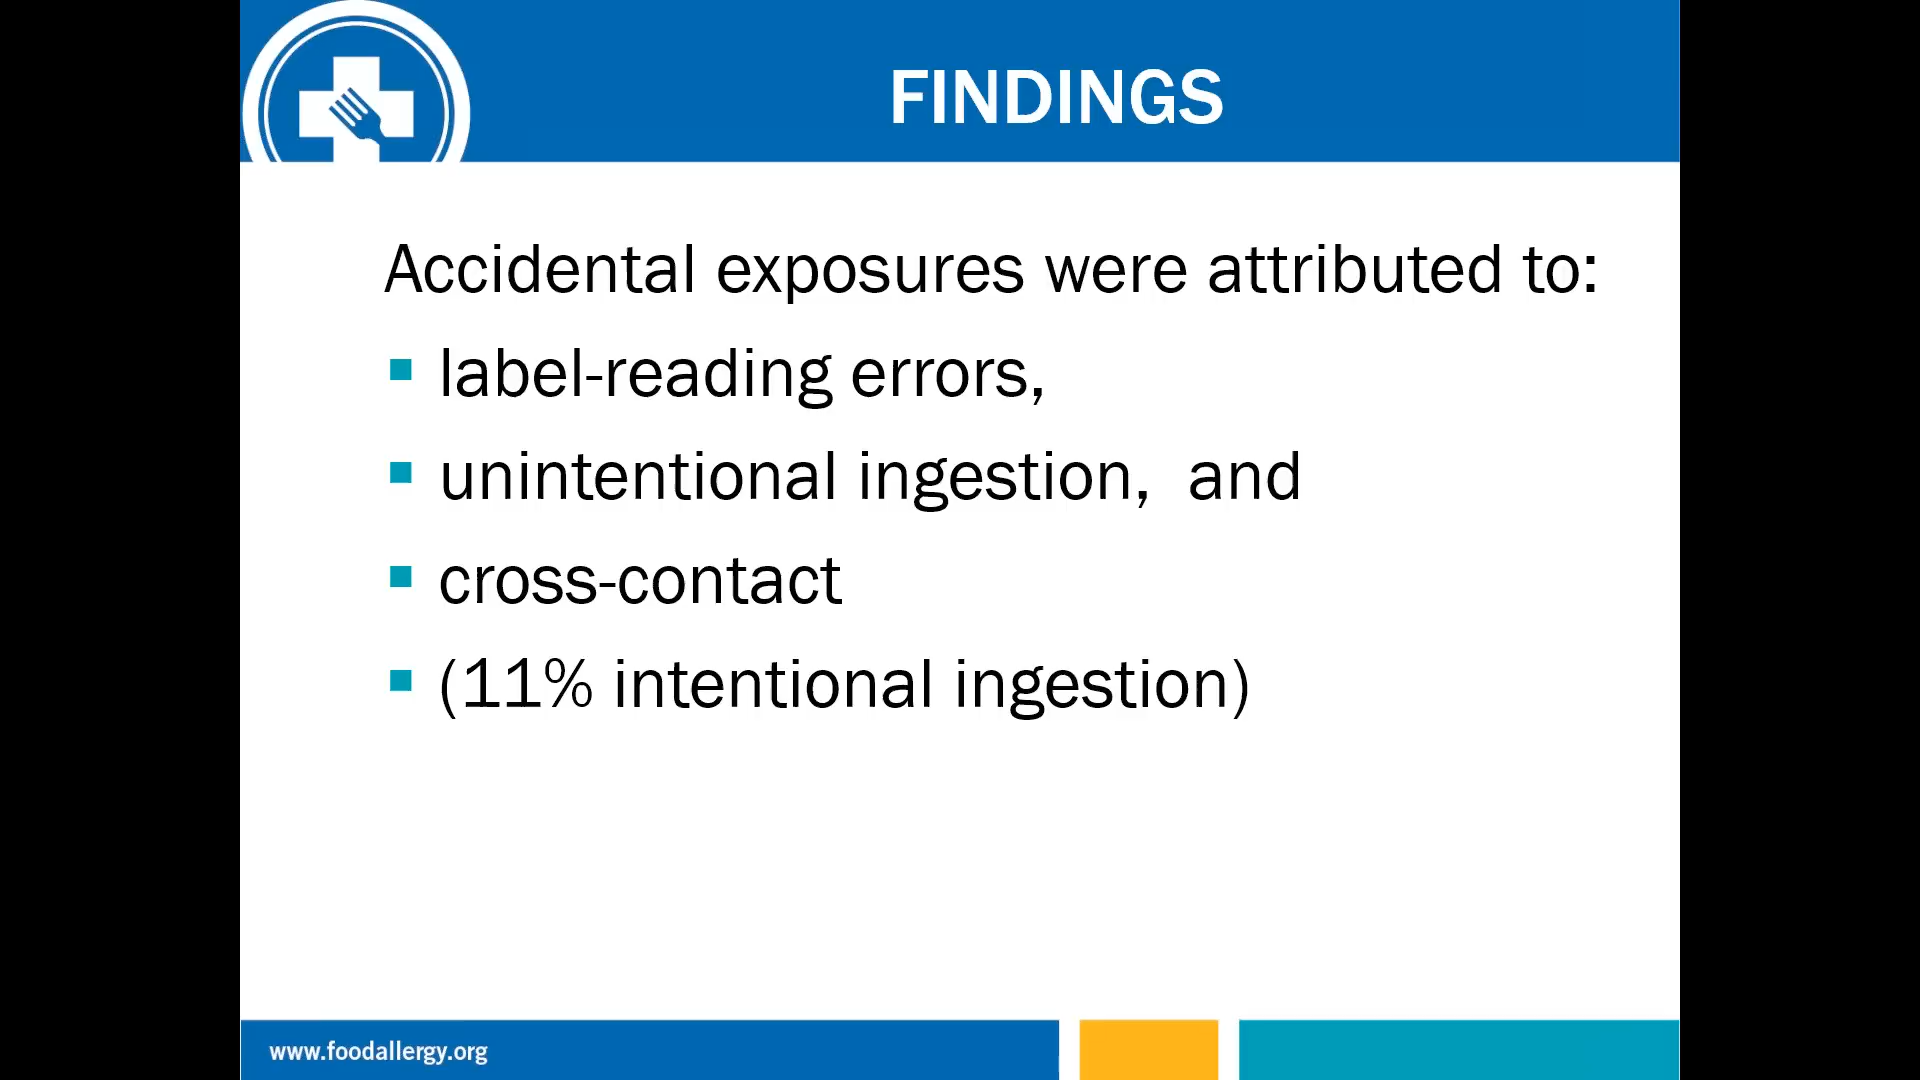 FINDINGS
Accidental exposures were attributed to:
label-reading errors,
unintentional ingestion,  and
cross-contact
(11% intentional ingestion)
www.foodallergy.org